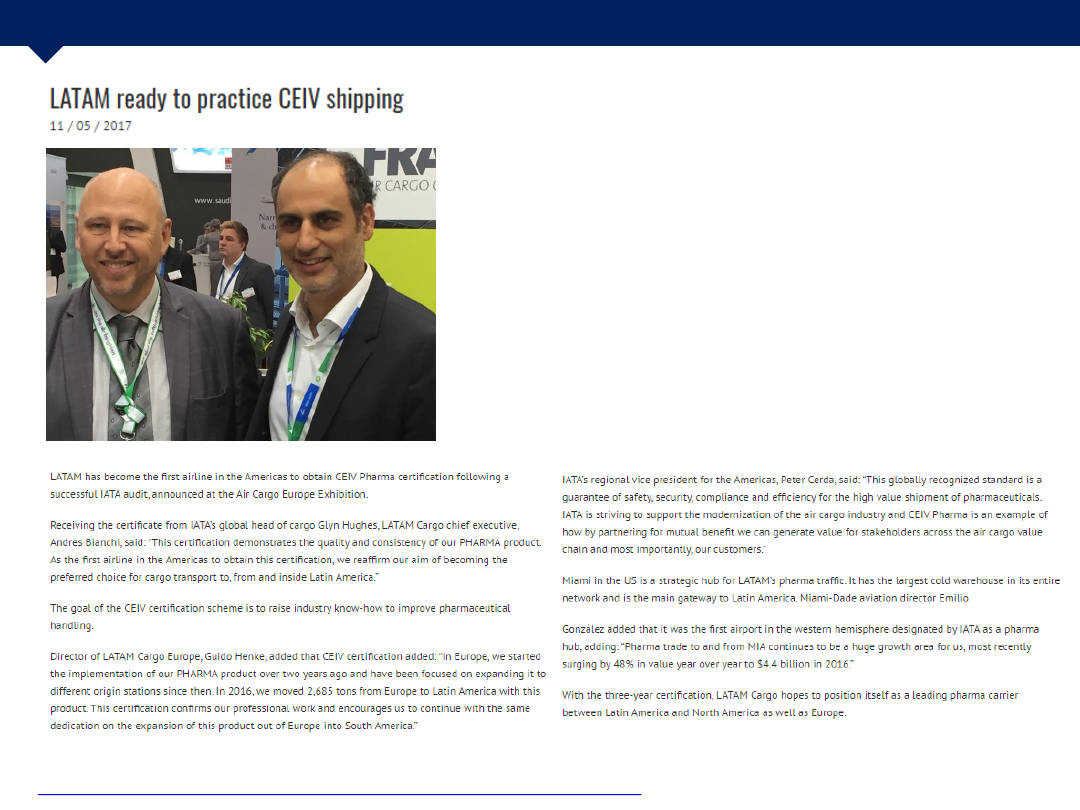 LATAM ready to practice CEIV shipping
11 / 05 / 2017
www.saudi
FRA
R CARGO
LATAM has become the first airline in the Americas to obtain CEIV Pharma certification following a
successful IATA audit, announced at the Air Cargo Europe Exhibition.
Receiving the certificate from IATA's global head of cargo Glyn Hughes, LATAM Cargo chief executive,
Andres Bianchi, said: "This certification demonstrates the quality and consistency of our PHARMA product.
As the first airline in the Americas to obtain this certification, we reaffirm our aim of becoming the
preferred choice for cargo transport to, from and inside Latin America."
The goal of the CEIV certification scheme is to raise industry know-how to improve pharmaceutical
handling.
Director of LATAM Cargo Europe, Guido Henke, added that CEIV certification added: "In Europe, we started
the implementation of our PHARMA product over two years ago and have been focused on expanding it to
different origin stations since then. In 2016, we moved 2,685 tons from Europe to Latin America with this
product. This certification confirms our professional work and encourages us to continue with the same
dedication on the expansion of this product out of Europe into South America."
IATA's regional vice president for the Americas, Peter Cerda, said: "This globally recognized standard is a
guarantee of safety, security, compliance and efficiency for the high value shipment of pharmaceuticals.
IATA is striving to support the modernization of the air cargo industry and CEIV Pharma is an example of
how by partnering for mutual benefit we can generate value for stakeholders across the air cargo value
chain and most importantly, our customers."
Miami in the US is a strategic hub for LATAM's pharma traffic. It has the largest cold warehouse in its entire
network and is the main gateway to Latin America. Miami-Dade aviation director Emilio
González added that it was the first airport in the western hemisphere designated by IATA as a pharma
hub, adding: "Pharma trade to and from MIA continues to be a huge growth area for us, most recently
surging by 48% in value year over year to $4.4 billion in 2016."
With the three-year certification, LATAM Cargo hopes to position itself as a leading pharma carrier
between Latin America and North America as well as Europe.